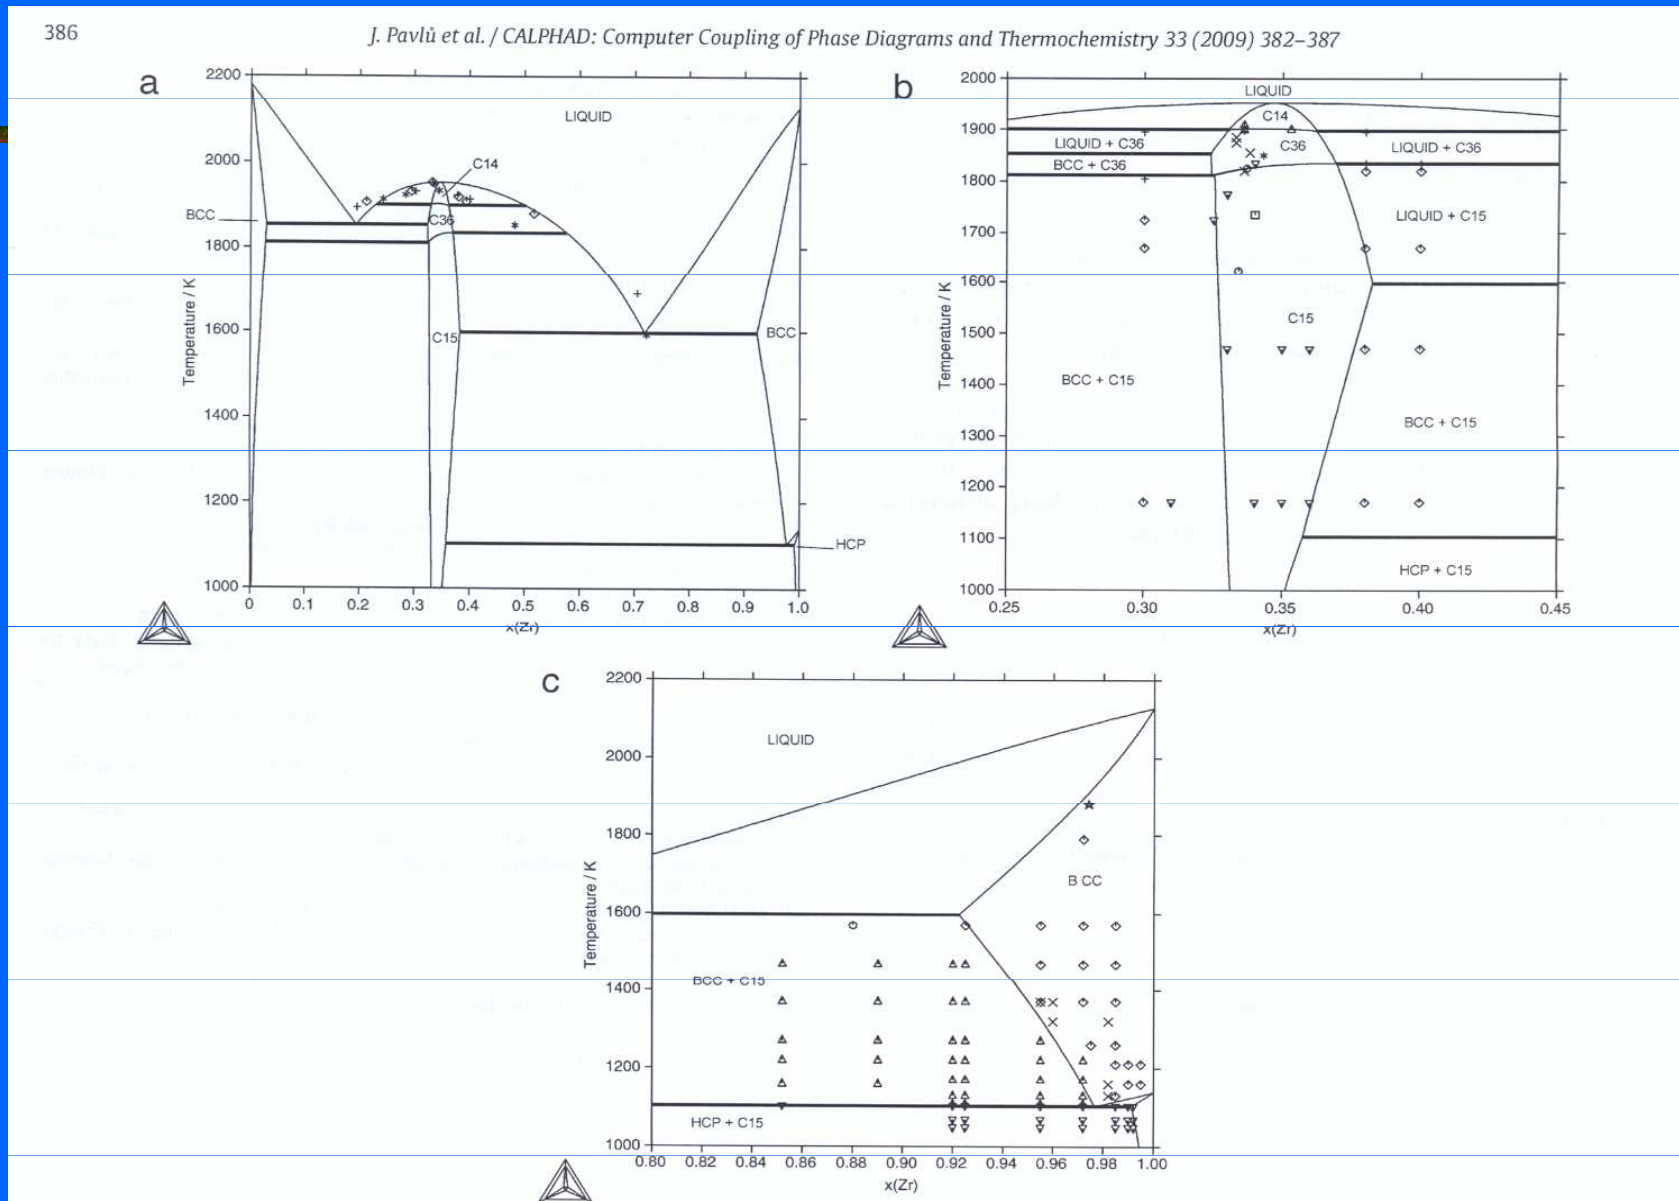 386
J. Pavlů et al. / CALPHAD: Computer Coupling of Phase Diagrams and Thermochemistry 33 (2009) 382–387
a
2200
2000
1800
1600
1400
1200
1000
Temperature / K
LIQUID
C14
BCC
C36
C15
BCC
HCP
0
0.1
0.2
0.3
0.4
0.5
0.6
0.7
0.8
0.9
1.0
x(Zr)
b
2000
1900
1800
1700
1600
1500
1400
1300
1200
1100
1000
Temperature / K
LIQUID
C14
LIQUID + C36
C36
LIQUID + C36
BCC + C36
LIQUID + C15
C15
BCC + C15
BCC + C15
HCP + C15
0.25
0.30
0.35
0.40
0.45
x(Zr)
c
2200
2000
1800
1600
1400
1200
1000
Temperature / K
LIQUID
B CC
BCC + C15
HCP + C15
0.80
0.82
0.84
0.86
0.88
0.90
0.92
0.94
0.96
0.98
1.00
x(Zr)